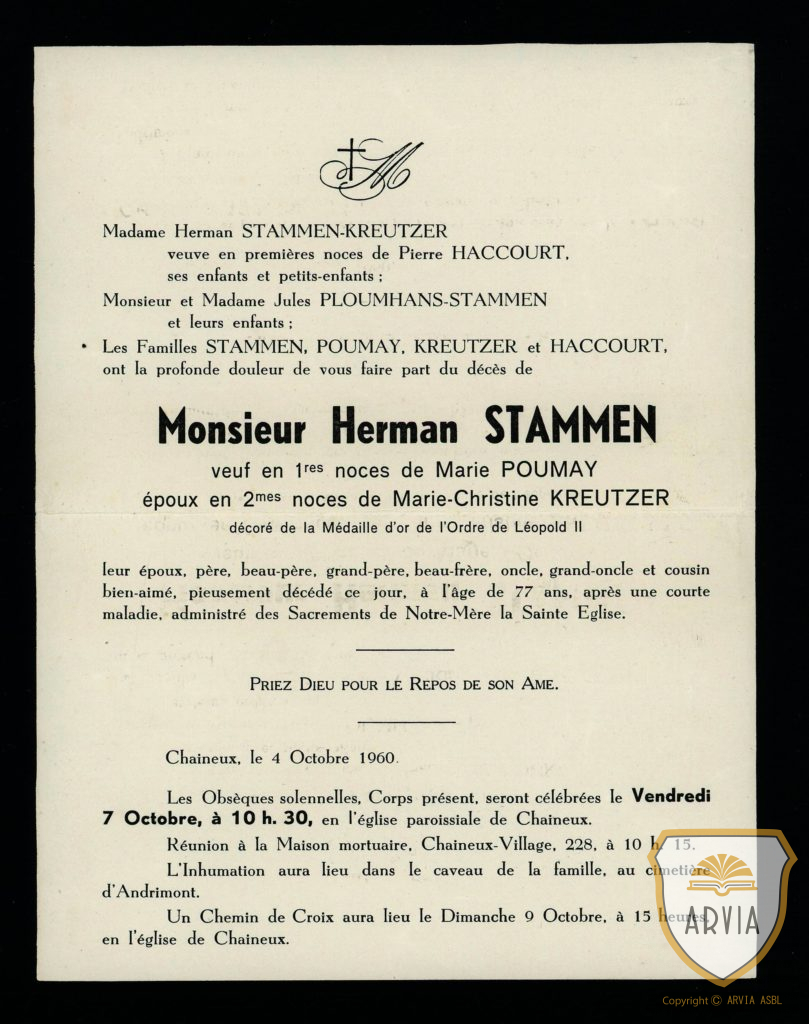 M
Madame Herman STAMMEN-KREUTZER
veuve en premières noces de Pierre HACCOURT,
ses enfants et petits-enfants ;
Monsieur et Madame Jules PLOUMHANS-STAMMEN
et leurs enfants ;
Les Familles STAMMEN, POUMAY, KREUTZER et HACCOURT,
ont la profonde douleur de vous faire part du décès de
Monsieur Herman STAMMEN
veuf en 1res noces de Marie POUMAY
époux en 2mes noces de Marie-Christine KREUTZER
décoré de la Médaille d'or de l'Ordre de Léopold II
leur époux, père, beau-père, grand-père, beau-frère, oncle, grand-oncle et cousin
bien-aimé, pieusement décédé ce jour, à l'âge de 77 ans, après une courte
maladie, administré des Sacrements de Notre-Mère la Sainte Eglise.
PRIEZ DIEU POUR LE REPOS DE SON AME.
Chaineux, le 4 Octobre 1960.
Les Obsèques solennelles, Corps présent, seront célébrées le Vendredi
7 Octobre, à 10 h. 30, en l'église paroissiale de Chaineux.
Réunion à la Maison mortuaire, Chaineux-Village, 228, à 10 h. 15.
L'Inhumation aura lieu dans le caveau de la famille, au cimetière
d'Andrimont.
Un Chemin de Croix aura lieu le Dimanche 9 Octobre, à 15 heures,
en l'église de Chaineux.
ARVIA
Copyright © ARVIA ASBL